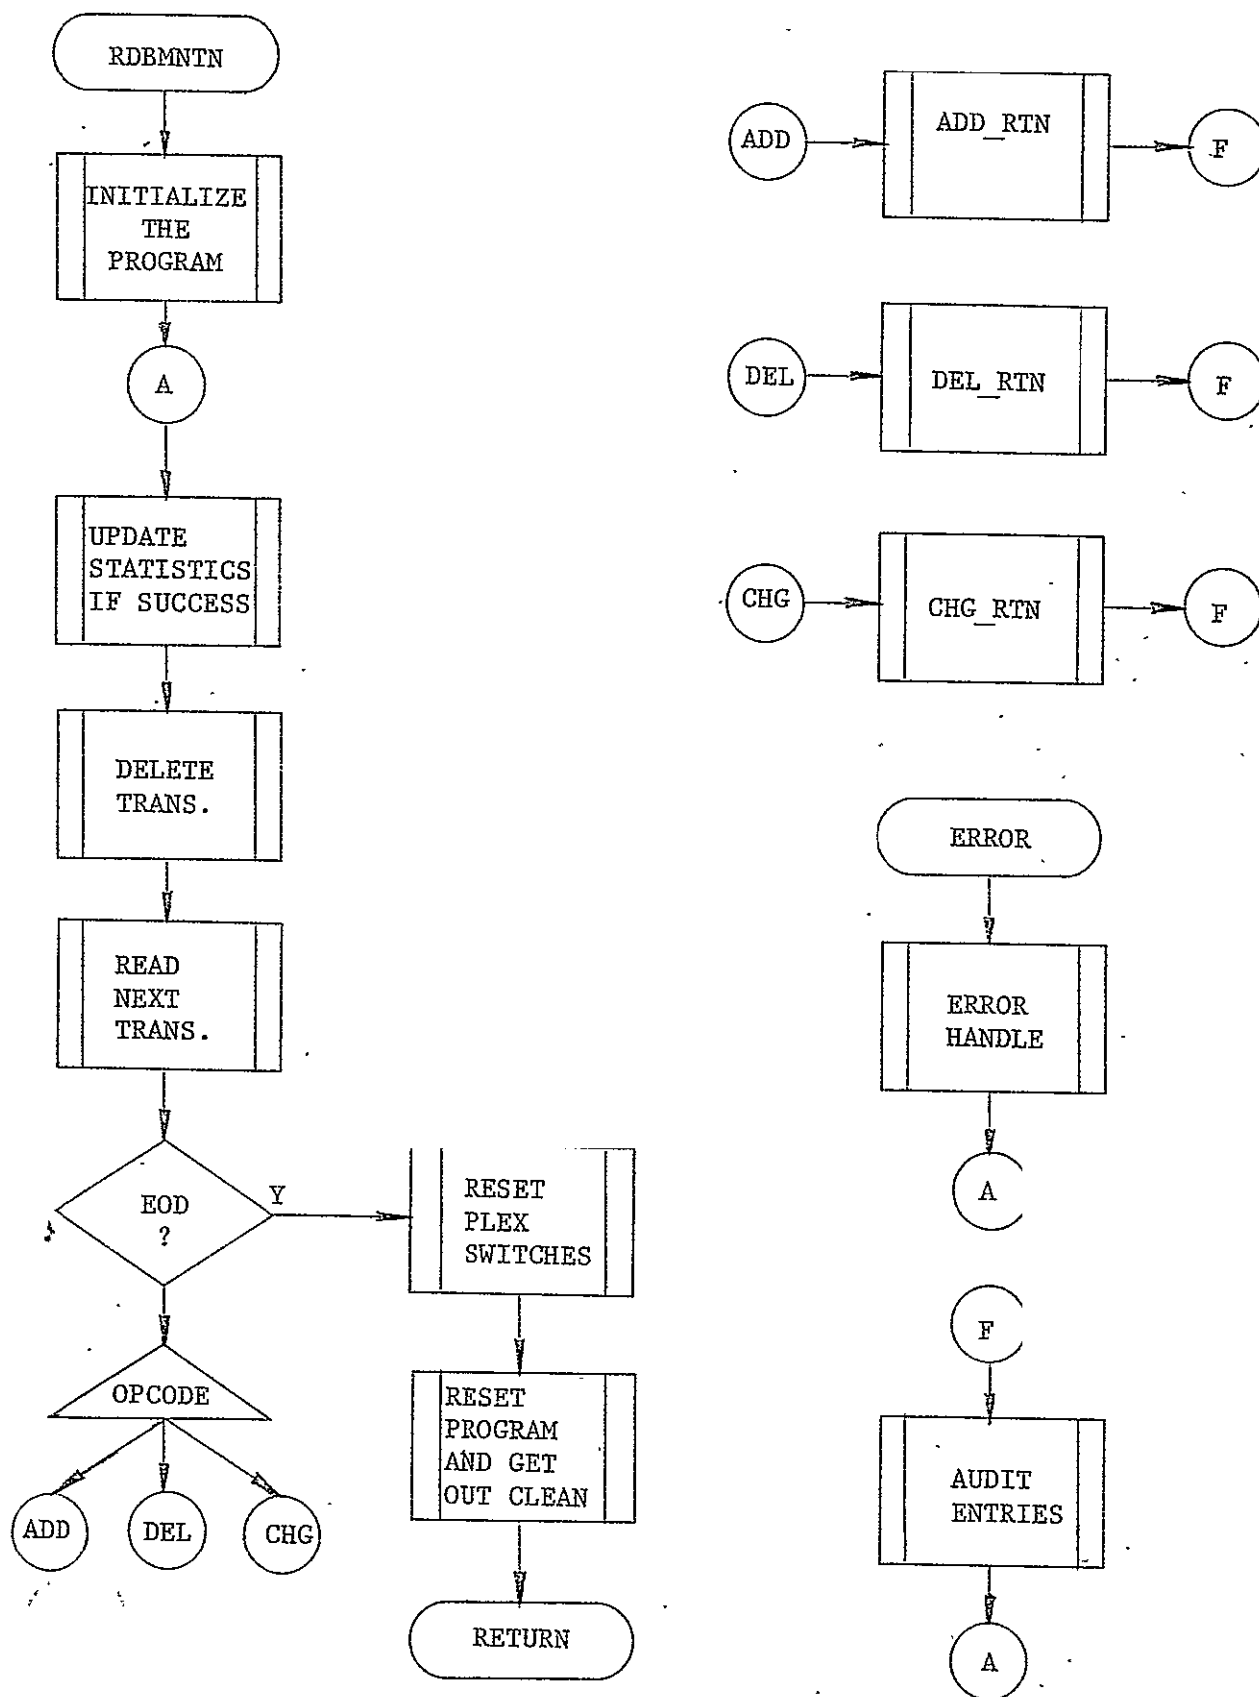 RDBMNTN
INITIALIZE
THE
PROGRAM
A
UPDATE
STATISTICS
IF SUCCESS
DELETE
TRANS.
READ
NEXT
TRANS.
EOD
?
Y
RESET
PLEX
SWITCHES
OPCODE
ADD
DEL
CHG
RESET
PROGRAM
AND GET
OUT CLEAN
RETURN
ADD
ADD_RTN
F
DEL
DEL_RTN
F
CHG
CHG_RTN
F
ERROR
ERROR
HANDLE
A
F
AUDIT
ENTRIES
A